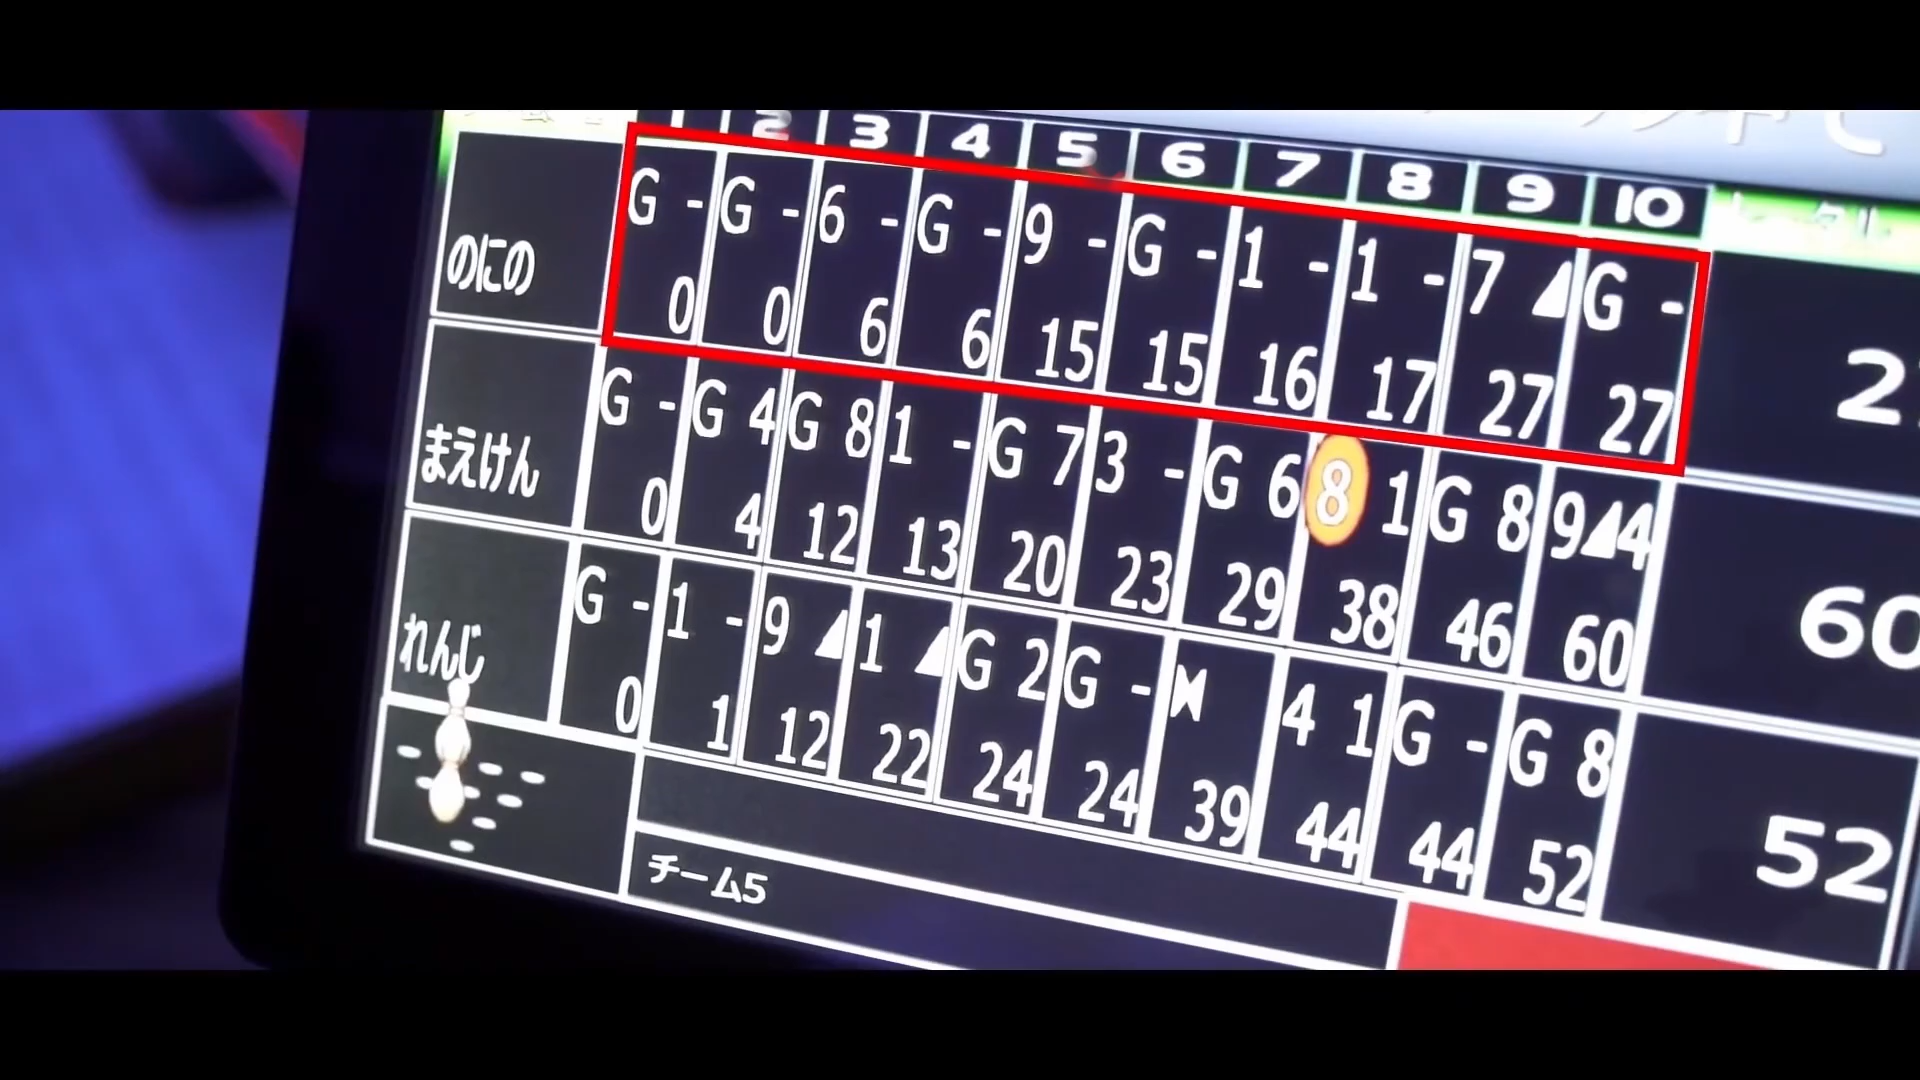 2 3 4 5 6 7 8 9 10
のにの G - G - 6 - G - 9 - G - 1 - 1 - 7 ▲ G -
0 0 6 6 15 15 16 17 27 27
まえけん G - G 4 G 8 1 - G 7 3 - G 6 8 1 G 8 9▲4
0 4 12 13 20 23 29 38 46 60 60
れんじ G - 1 - 9 ▲ 1 ▲ G 2 G - 4 1 G - G 8
0 1 12 22 24 24 39 44 44 52 52
チーム5